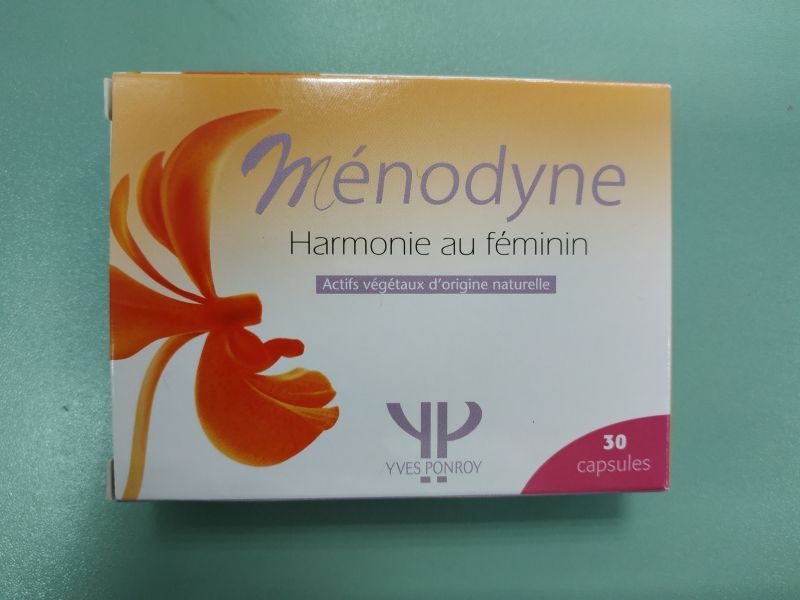 Ménodyne
Harmonie au féminin
Actifs végétaux d'origine naturelle
YVES PONROY
30
capsules